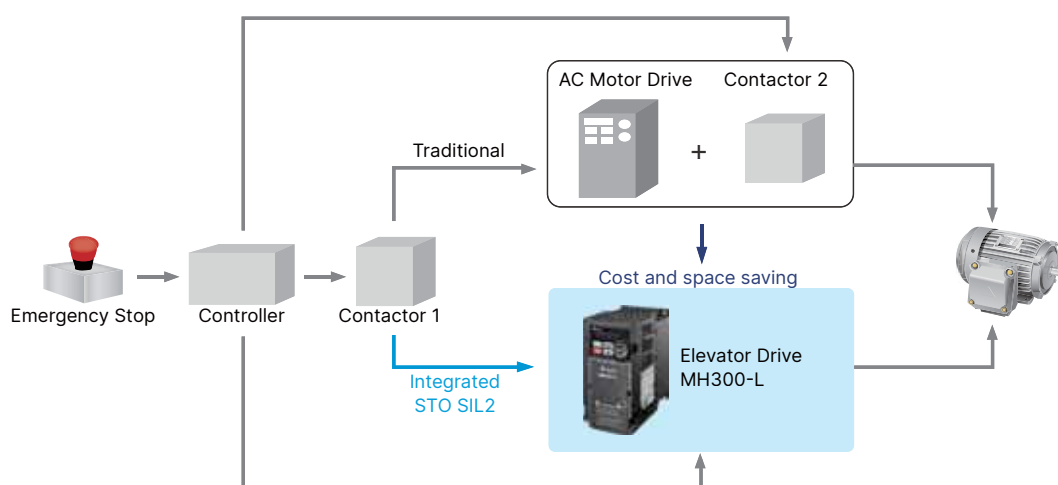 AC Motor Drive
Contactor 2
Traditional
+
Cost and space saving
Emergency Stop
Controller
Contactor 1
Integrated
STO SIL2
Elevator Drive
MH300-L